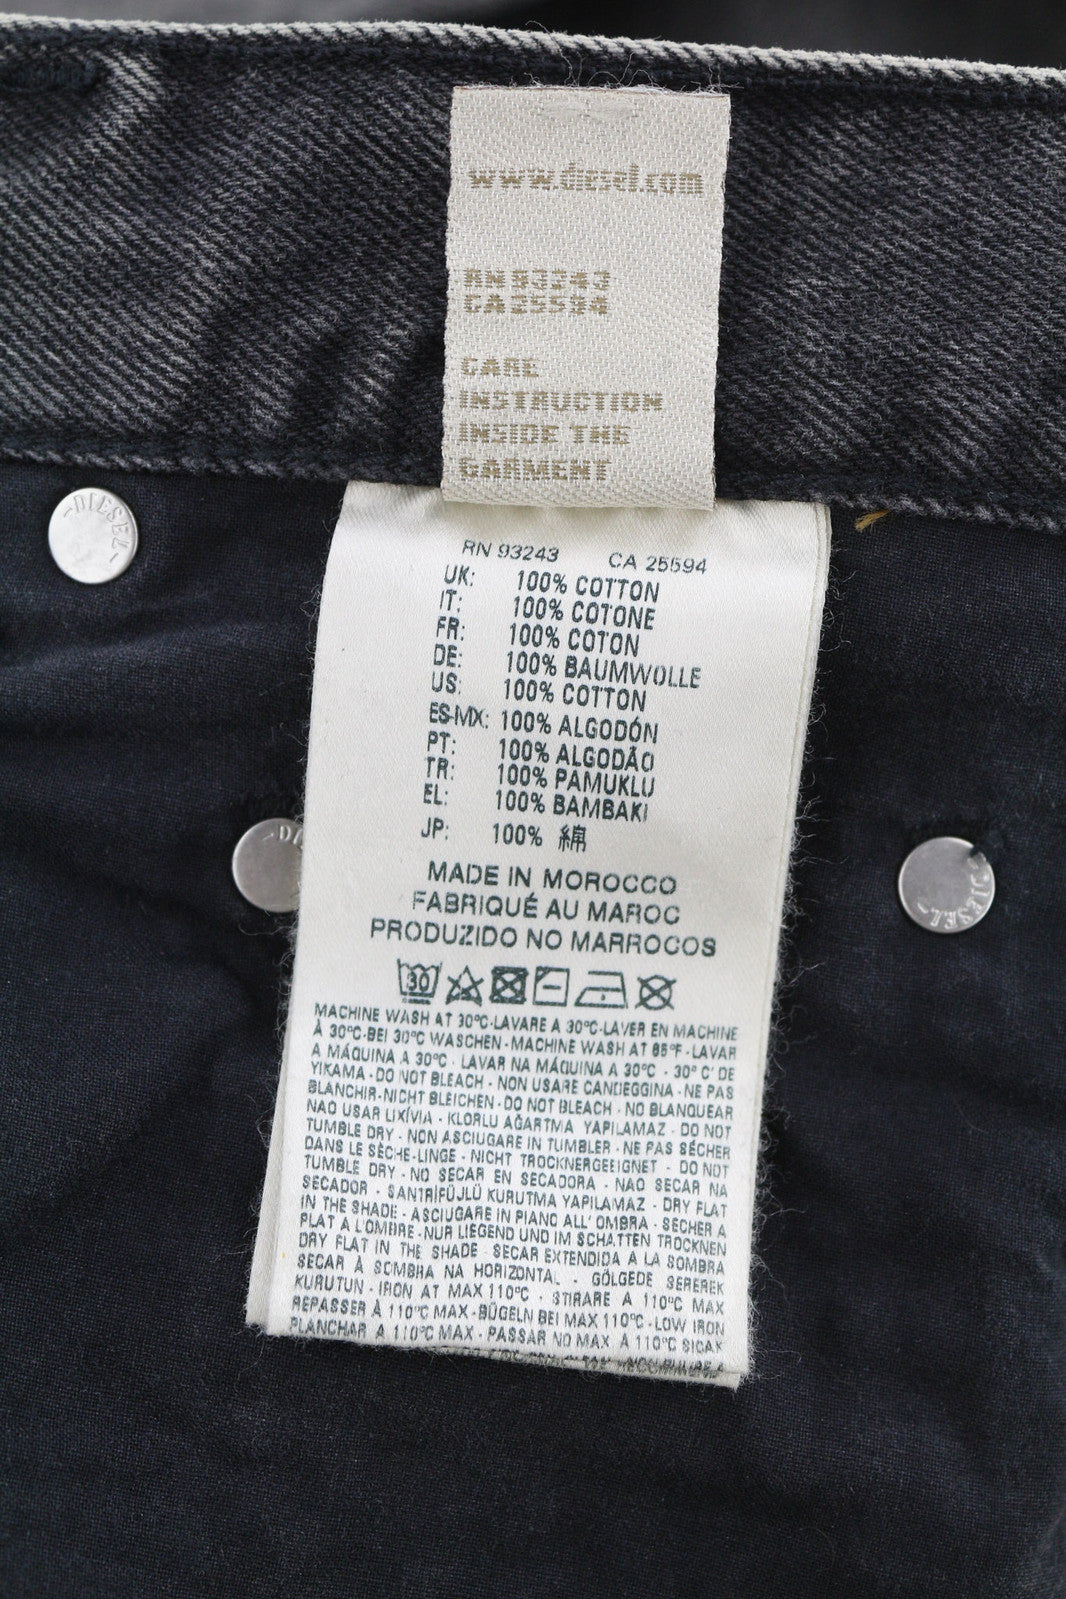 www.diesel.com
RN 93243
CA 25594
CARE
INSTRUCTION
INSIDE THE
GARMENT
-DIESEL-
RN 93243 CA 25594
UK: 100% COTTON
IT: 100% COTONE
FR: 100% COTON
DE: 100% BAUMWOLLE
US: 100% COTTON
ES-MX: 100% ALGODÓN
PT: 100% ALGODÃO
TR: 100% PAMUKLU
EL: 100% BAMBAKI
JP: 100% 綿
-DI
-DIESEL-
MADE IN MOROCCO
FABRIQUÉ AU MAROC
PRODUZIDO NO MARROCOS
30
MACHINE WASH AT 30°C-LAVARE A 30°C-LAVER EN MACHINE
À 30°C-BEI 30°C WASCHEN - MACHINE WASH AT 85°F - LAVAR
A MÁQUINA A 30°C - LAVAR NA MÁQUINA A 30°C - 30° C' DE
YIKAMA - DO NOT BLEACH - NON USARE CANDEGGINA - NE PAS
BLANCHIR-NICHT BLEICHEN - DO NOT BLEACH - NO BLANQUEAR
NAO USAR LIXÍVIA - KLORLU AĞARTMA YAPILAMAZ - DO NOT
TUMBLE DRY - NON ASCIUGARE IN TUMBLER - NE PAS SÉCHER
DANS LE SÈCHE-LINGE - NICHT TROCKNERGEEIGNET - DO NOT
TUMBLE DRY - NO SECAR EN SECADORA - NAO SECAR NA
SECADOR - SANTRİFÜJLÜ KURUTMA YAPILAMAZ - DRY FLAT
IN THE SHADE - ASCIUGARE IN PIANO ALL' OMBRA - SÉCHER A
PLAT A L'OMBRE - NUR LIEGEND UND IM SCHATTEN TROCKNEN
DRY FLAT IN THE SHADE - SECAR EXTENDIDA A LA SOMBRA
SECAR À SOMBRA NA HORIZONTAL - GÖLGEDE SEREREK
KURUTUN - IRON AT MAX 110°C - STIRARE A 110°C MAX
REPASSER À 110°C MAX - BÜGELN BEI MAX 110°C - LOW IRON
PLANCHAR A 110°C MAX - PASSAR NO MAX À 110°C SICAK